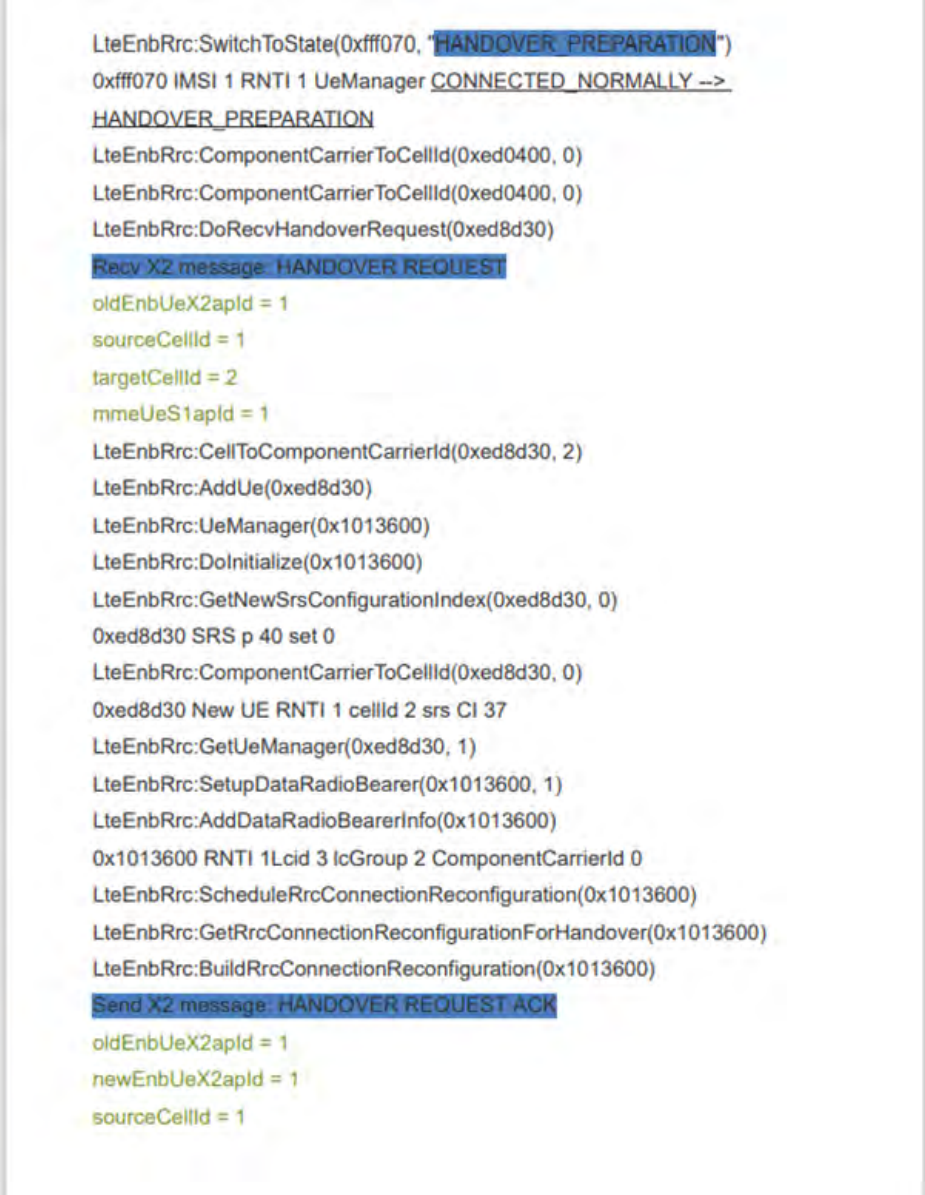 LteEnbRrc:SwitchToState(0xfff070, "HANDOVER_PREPARATION")
0xfff070 IMSI 1 RNTI 1 UeManager CONNECTED_NORMALLY -->
HANDOVER_PREPARATION
LteEnbRrc:ComponentCarrierToCellId(0xed0400, 0)
LteEnbRrc:ComponentCarrierToCellId(0xed0400, 0)
LteEnbRrc:DoRecvHandoverRequest(0xed8d30)
Recv X2 message: HANDOVER REQUEST
oldEnbUeX2apId = 1
sourceCellId = 1
targetCellId = 2
mmeUeS1apId = 1
LteEnbRrc:CellToComponentCarrierId(0xed8d30, 2)
LteEnbRrc:AddUe(0xed8d30)
LteEnbRrc:UeManager(0x1013600)
LteEnbRrc:DoInitialize(0x1013600)
LteEnbRrc:GetNewSrsConfigurationIndex(0xed8d30, 0)
0xed8d30 SRS p 40 set 0
LteEnbRrc:ComponentCarrierToCellId(0xed8d30, 0)
0xed8d30 New UE RNTI 1 cellId 2 srs CI 37
LteEnbRrc:GetUeManager(0xed8d30, 1)
LteEnbRrc:SetupDataRadioBearer(0x1013600, 1)
LteEnbRrc:AddDataRadioBearerInfo(0x1013600)
0x1013600 RNTI 1Lcid 3 lcGroup 2 ComponentCarrierId 0
LteEnbRrc:ScheduleRrcConnectionReconfiguration(0x1013600)
LteEnbRrc:GetRrcConnectionReconfigurationForHandover(0x1013600)
LteEnbRrc:BuildRrcConnectionReconfiguration(0x1013600)
Send X2 message: HANDOVER REQUEST ACK
oldEnbUeX2apId = 1
newEnbUeX2apId = 1
sourceCellId = 1